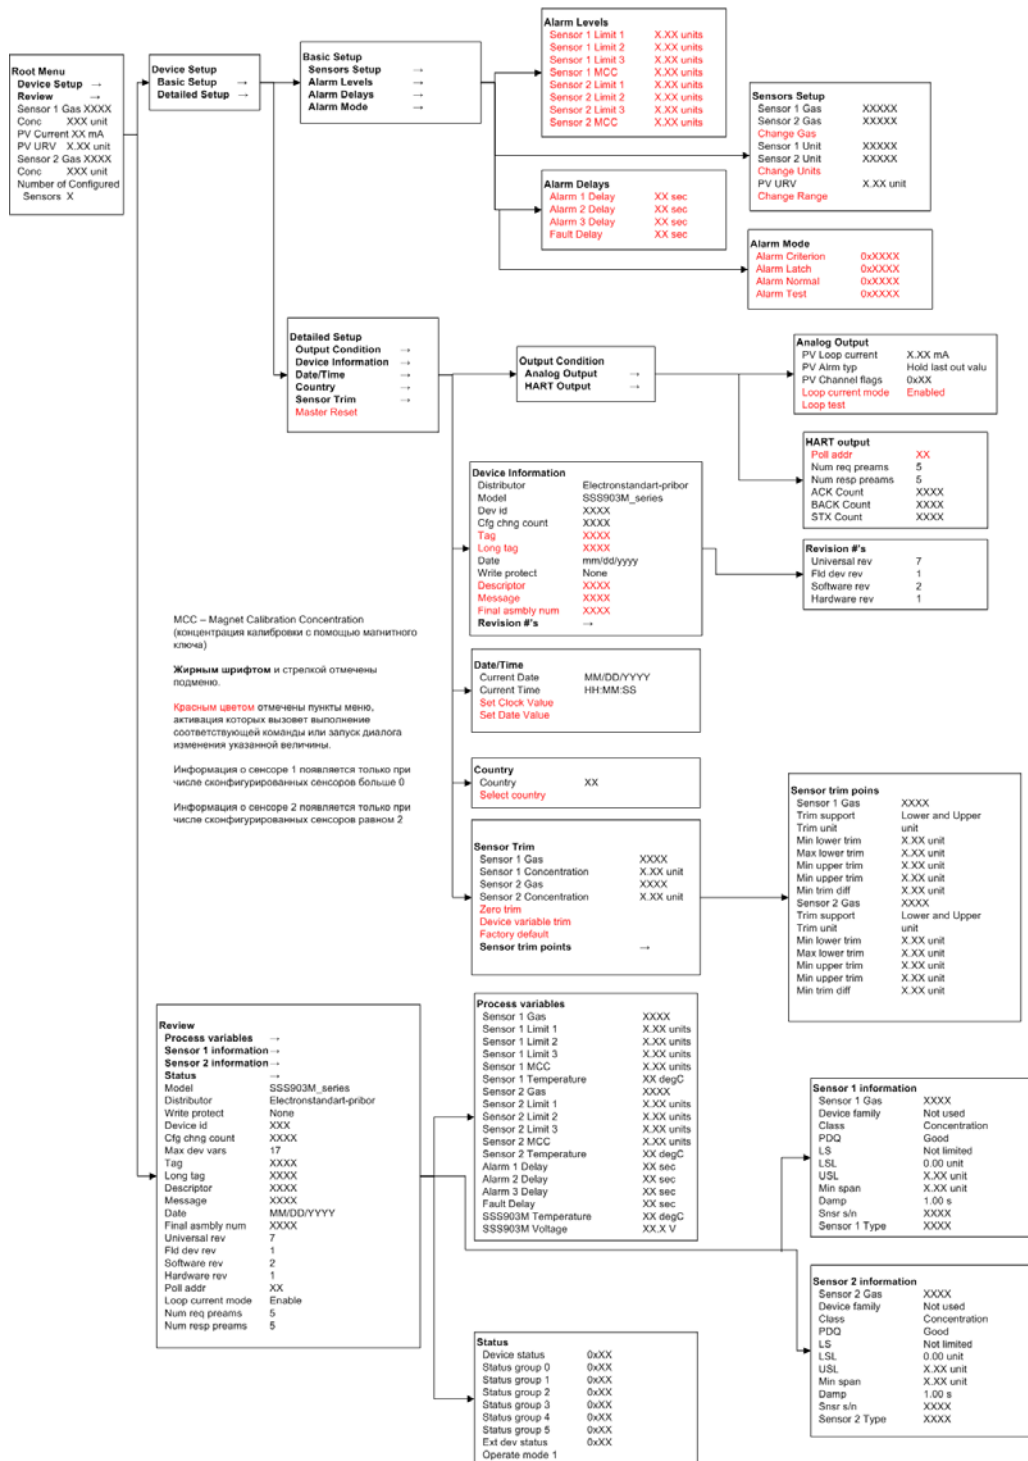 Root Menu
Device Setup →
Review →
Sensor 1 Gas XXXX
Conc XXX unit
PV Current XX mA
PV URV X.XX unit
Sensor 2 Gas XXXX
Conc XXX unit
Number of Configured
Sensors X
Device Setup
Basic Setup →
Detailed Setup →
Basic Setup
Sensors Setup →
Alarm Levels →
Alarm Delays →
Alarm Mode →
Alarm Levels
Sensor 1 Limit 1 X.XX units
Sensor 1 Limit 2 X.XX units
Sensor 1 Limit 3 X.XX units
Sensor 1 MCC X.XX units
Sensor 2 Limit 1 X.XX units
Sensor 2 Limit 2 X.XX units
Sensor 2 Limit 3 X.XX units
Sensor 2 MCC X.XX units
Sensors Setup
Sensor 1 Gas XXXXX
Sensor 2 Gas XXXXX
Change Gas
Sensor 1 Unit XXXXX
Sensor 2 Unit XXXXX
Change Units
PV URV X.XX unit
Change Range
Alarm Delays
Alarm 1 Delay XX sec
Alarm 2 Delay XX sec
Alarm 3 Delay XX sec
Fault Delay XX sec
Alarm Mode
Alarm Criterion 0xXXXX
Alarm Latch 0xXXXX
Alarm Normal 0xXXXX
Alarm Test 0xXXXX
Detailed Setup
Output Condition →
Device Information →
Date/Time →
Country →
Sensor Trim →
Master Reset
Output Condition
Analog Output →
HART Output →
Analog Output
PV Loop current X.XX mA
PV Alrm typ Hold last out valu
PV Channel flags 0xXX
Loop current mode Enabled
Loop test
HART output
Poll addr XX
Num req preams 5
Num resp preams 5
ACK Count XXXX
BACK Count XXXX
STX Count XXXX
Device Information
Distributor Electronstandart-pribor
Model SSS903M_series
Dev id XXXX
Cfg chng count XXXX
Tag XXXX
Long tag XXXX
Date mm/dd/yyyy
Write protect None
Descriptor XXXX
Message XXXX
Final asmbly num XXXX
Revision #'s →
Revision #'s
Universal rev 7
Fld dev rev 1
Software rev 2
Hardware rev 1
MCC – Magnet Calibration Concentration
(концентрация калибровки с помощью магнитного
ключа)
Жирным шрифтом и стрелкой отмечены
подменю.
Красным цветом отмечены пункты меню,
активация которых вызовет выполнение
соответствующей команды или запуск диалога
изменения указанной величины.
Информация о сенсоре 1 появляется только при
числе сконфигурированных сенсоров больше 0
Информация о сенсоре 2 появляется только при
числе сконфигурированных сенсоров равном 2
Date/Time
Current Date MM/DD/YYYY
Current Time HH:MM:SS
Set Clock Value
Set Date Value
Country
Country XX
Select country
Sensor Trim
Sensor 1 Gas XXXX
Sensor 1 Concentration X.XX unit
Sensor 2 Gas XXXX
Sensor 2 Concentration X.XX unit
Zero trim
Device variable trim
Factory default
Sensor trim points →
Sensor trim poins
Sensor 1 Gas XXXX
Trim support Lower and Upper
Trim unit unit
Min lower trim X.XX unit
Max lower trim X.XX unit
Min upper trim X.XX unit
Min upper trim X.XX unit
Min trim diff X.XX unit
Sensor 2 Gas XXXX
Trim support Lower and Upper
Trim unit unit
Min lower trim X.XX unit
Max lower trim X.XX unit
Min upper trim X.XX unit
Min upper trim X.XX unit
Min trim diff X.XX unit
Review
Process variables →
Sensor 1 information→
Sensor 2 information→
Status →
Model SSS903M_series
Distributor Electronstandart-pribor
Write protect None
Device id XXX
Cfg chng count XXXX
Max dev vars 17
Tag XXXX
Long tag XXXX
Descriptor XXXX
Message XXXX
Date MM/DD/YYYY
Final asmbly num XXXX
Universal rev 7
Fld dev rev 1
Software rev 2
Hardware rev 1
Poll addr XX
Loop current mode Enable
Num req preams 5
Num resp preams 5
Process variables
Sensor 1 Gas XXXX
Sensor 1 Limit 1 X.XX units
Sensor 1 Limit 2 X.XX units
Sensor 1 Limit 3 X.XX units
Sensor 1 MCC X.XX units
Sensor 1 Temperature XX degC
Sensor 2 Gas XXXX
Sensor 2 Limit 1 X.XX units
Sensor 2 Limit 2 X.XX units
Sensor 2 Limit 3 X.XX units
Sensor 2 MCC X.XX units
Sensor 2 Temperature XX degC
Alarm 1 Delay XX sec
Alarm 2 Delay XX sec
Alarm 3 Delay XX sec
Fault Delay XX sec
SSS903M Temperature XX degC
SSS903M Voltage XX.X V
Sensor 1 information
Sensor 1 Gas XXXX
Device family Not used
Class Concentration
PDQ Good
LS Not limited
LSL 0.00 unit
USL X.XX unit
Min span X.XX unit
Damp 1.00 s
Snsr s/n XXXX
Sensor 1 Type XXXX
Sensor 2 information
Sensor 2 Gas XXXX
Device family Not used
Class Concentration
PDQ Good
LS Not limited
LSL 0.00 unit
USL X.XX unit
Min span X.XX unit
Damp 1.00 s
Snsr s/n XXXX
Sensor 2 Type XXXX
Status
Device status 0xXX
Status group 0 0xXX
Status group 1 0xXX
Status group 2 0xXX
Status group 3 0xXX
Status group 4 0xXX
Status group 5 0xXX
Ext dev status 0xXX
Operate mode 1